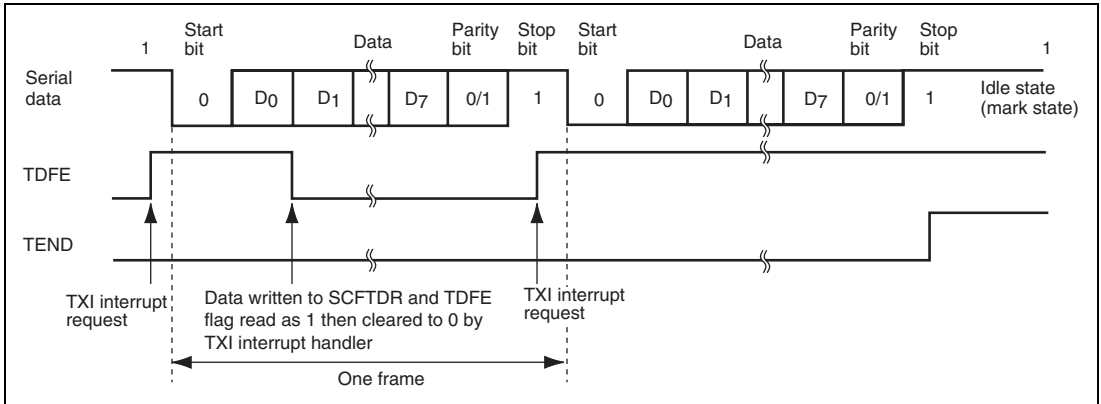 1 Start bit Data Parity bit Stop bit Start bit Data Parity bit Stop bit 1
Serial data 0 D0 D1 D7 0/1 1 0 D0 D1 D7 0/1 1 Idle state (mark state)
TDFE
TEND
TXI interrupt request
Data written to SCFTDR and TDFE
flag read as 1 then cleared to 0 by
TXI interrupt handler
TXI interrupt request
One frame